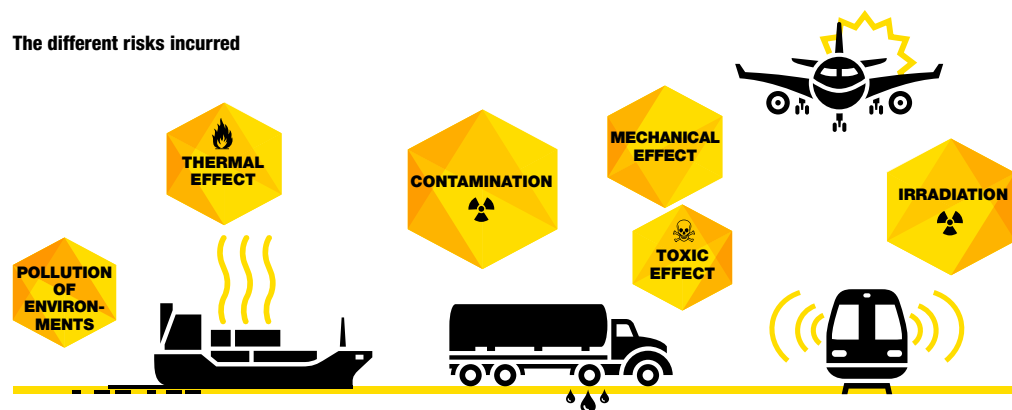 The different risks incurred
THERMAL
EFFECT
CONTAMINATION
MECHANICAL
EFFECT
IRRADIATION
TOXIC
EFFECT
POLLUTION
OF
ENVIRON-
MENTS